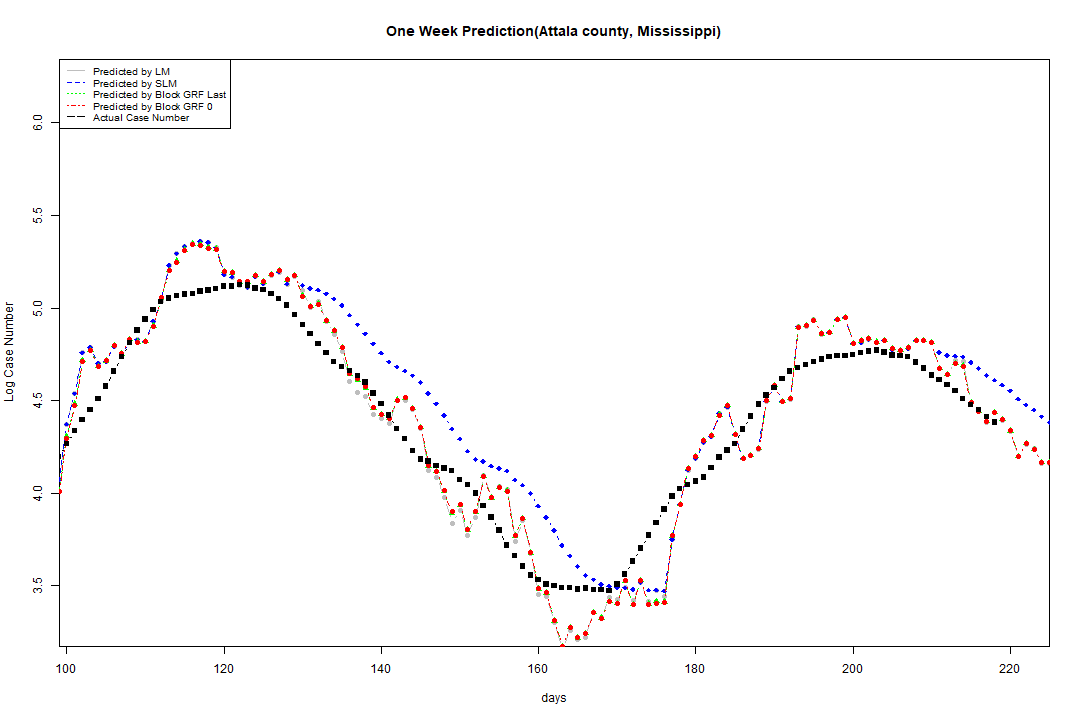 One Week Prediction(Attala county, Mississippi)
Predicted by LM
Predicted by SLM
Predicted by Block GRF Last
Predicted by Block GRF 0
Actual Case Number
Log Case Number
6.0
5.5
5.0
4.5
4.0
3.5
100 120 140 160 180 200 220
days